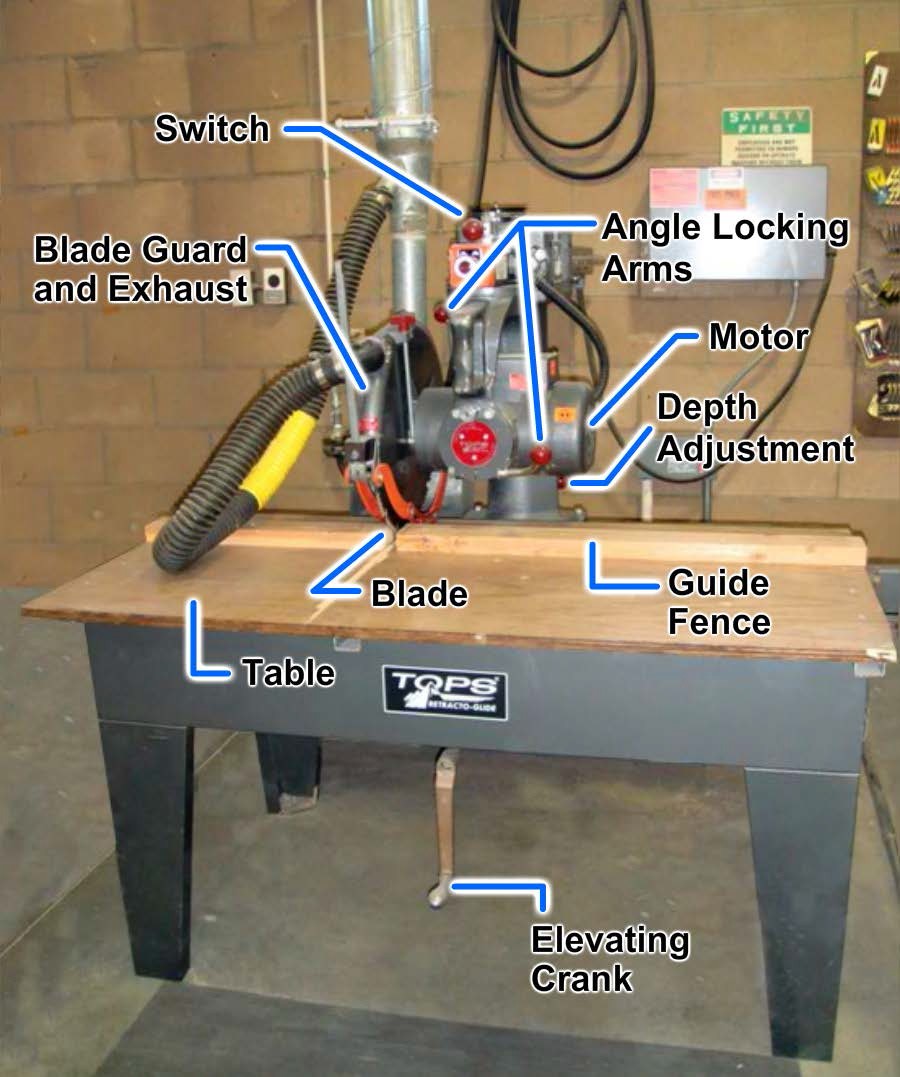 SAFETY
FIRST
Switch
Angle Locking
Arms
Blade Guard
and Exhaust
Motor
Depth
Adjustment
Blade
Guide
Fence
Table
TOPS
RETRACTO-GLIDE
Elevating
Crank